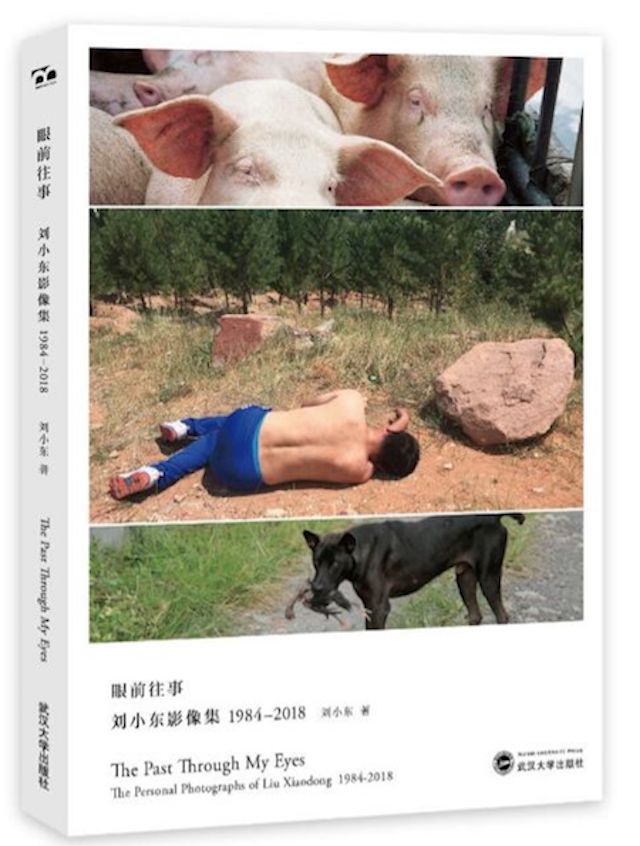 眼前往事
刘小东影像集 1984-2018
刘小东 著
The Past Through My Eyes
武汉大学出版社
眼前往事
刘小东影像集 1984-2018 刘小东 著
The Past Through My Eyes
The Personal Photographs of Liu Xiaodong 1984-2018
WUHAN UNIVERSITY PRESS
武汉大学出版社